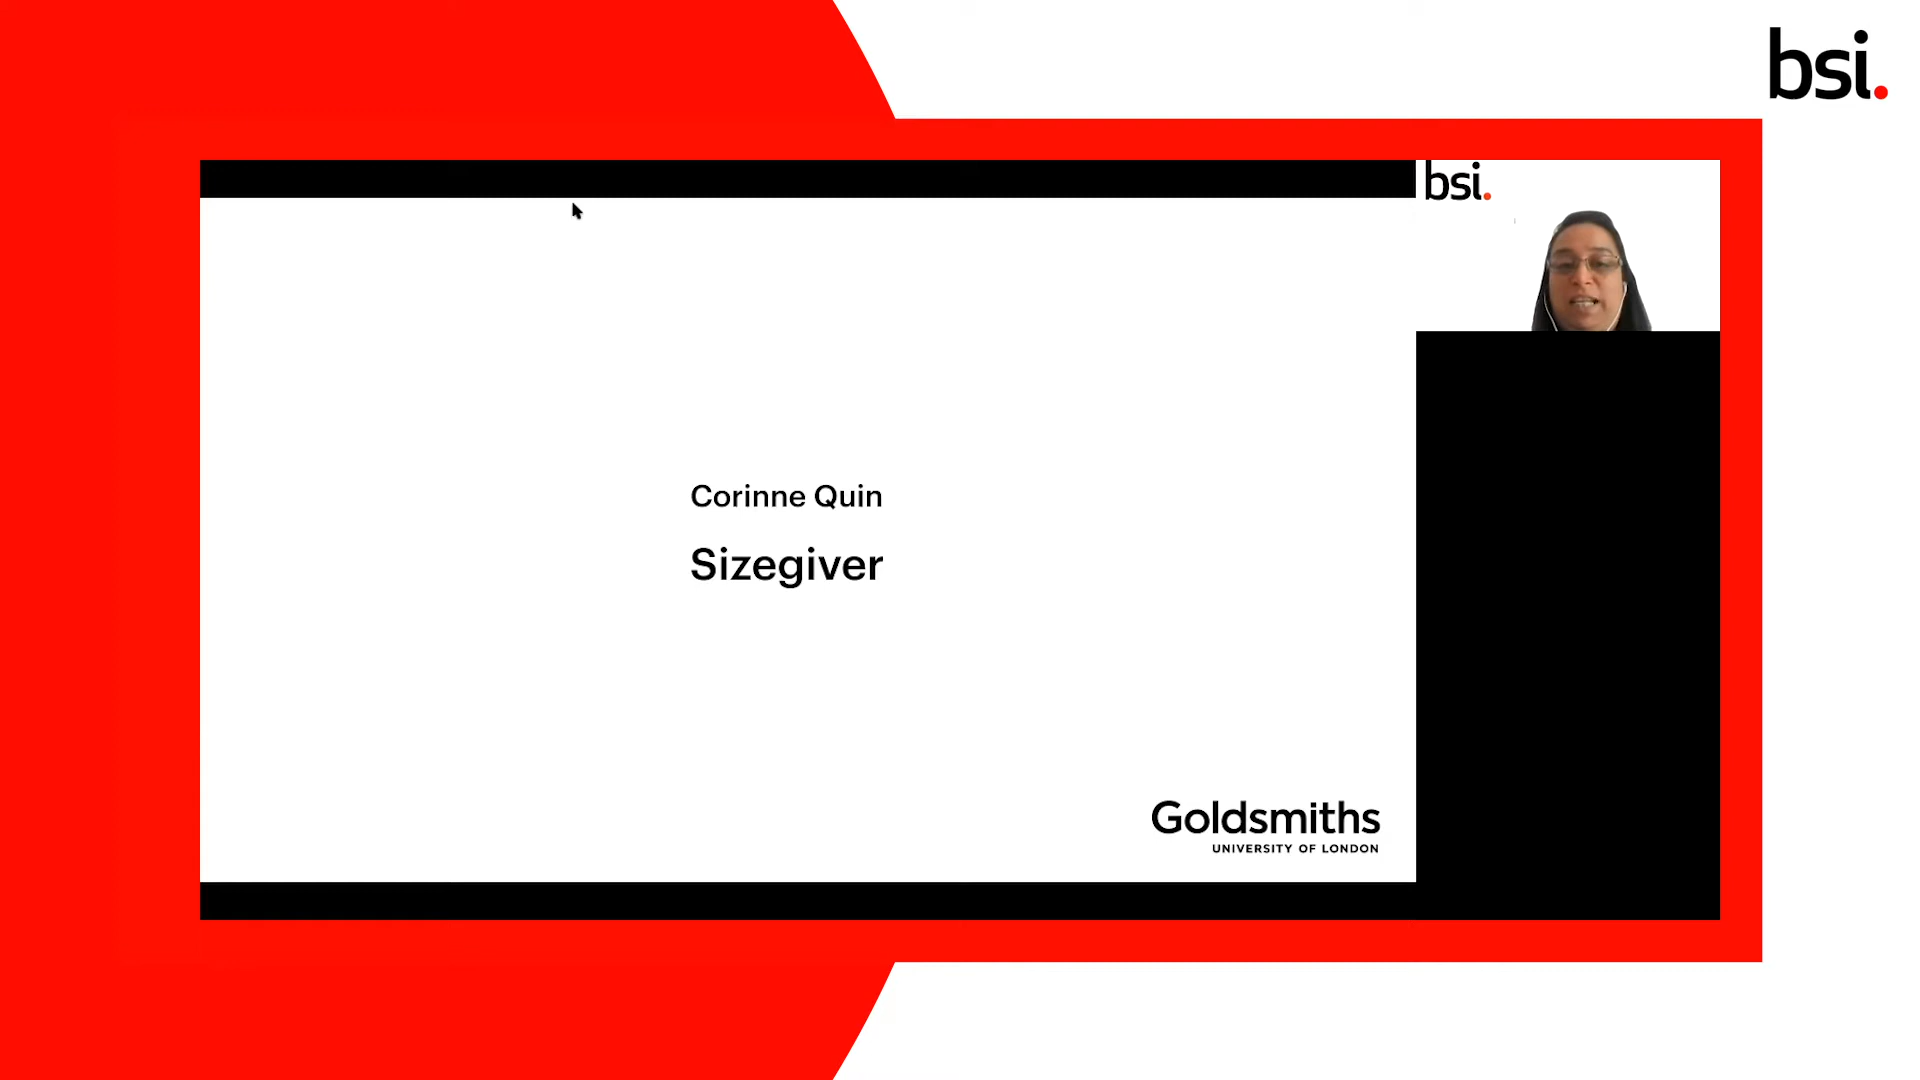 bsi.
bsi.
Corinne Quin
Sizegiver
Goldsmiths
UNIVERSITY OF LONDON